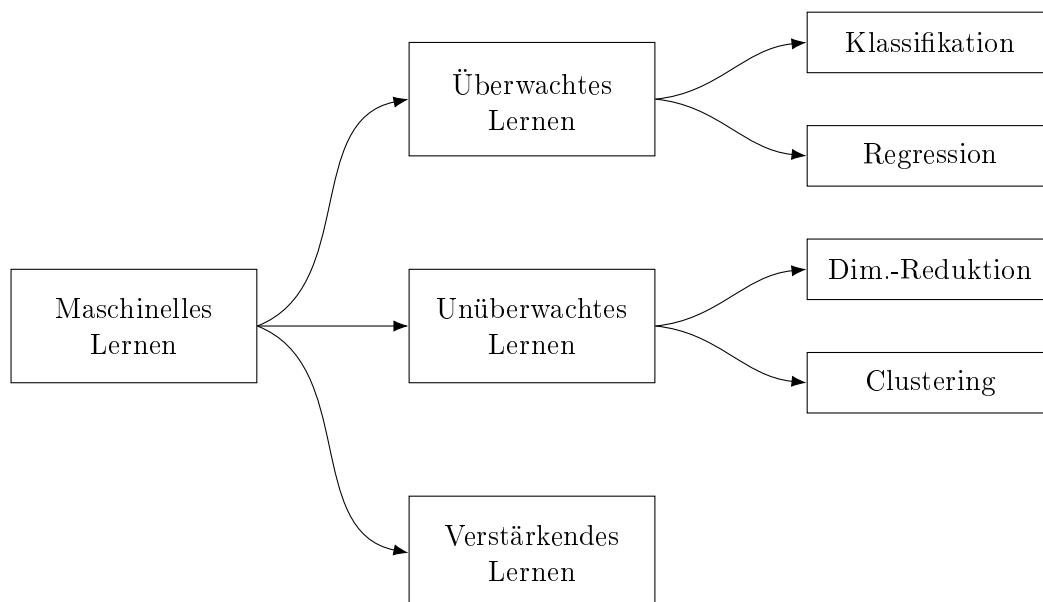 Maschinelles
Lernen
Überwachtes
Lernen
Klassifikation
Regression
Unüberwachtes
Lernen
Dim.-Reduktion
Clustering
Verstärkendes
Lernen